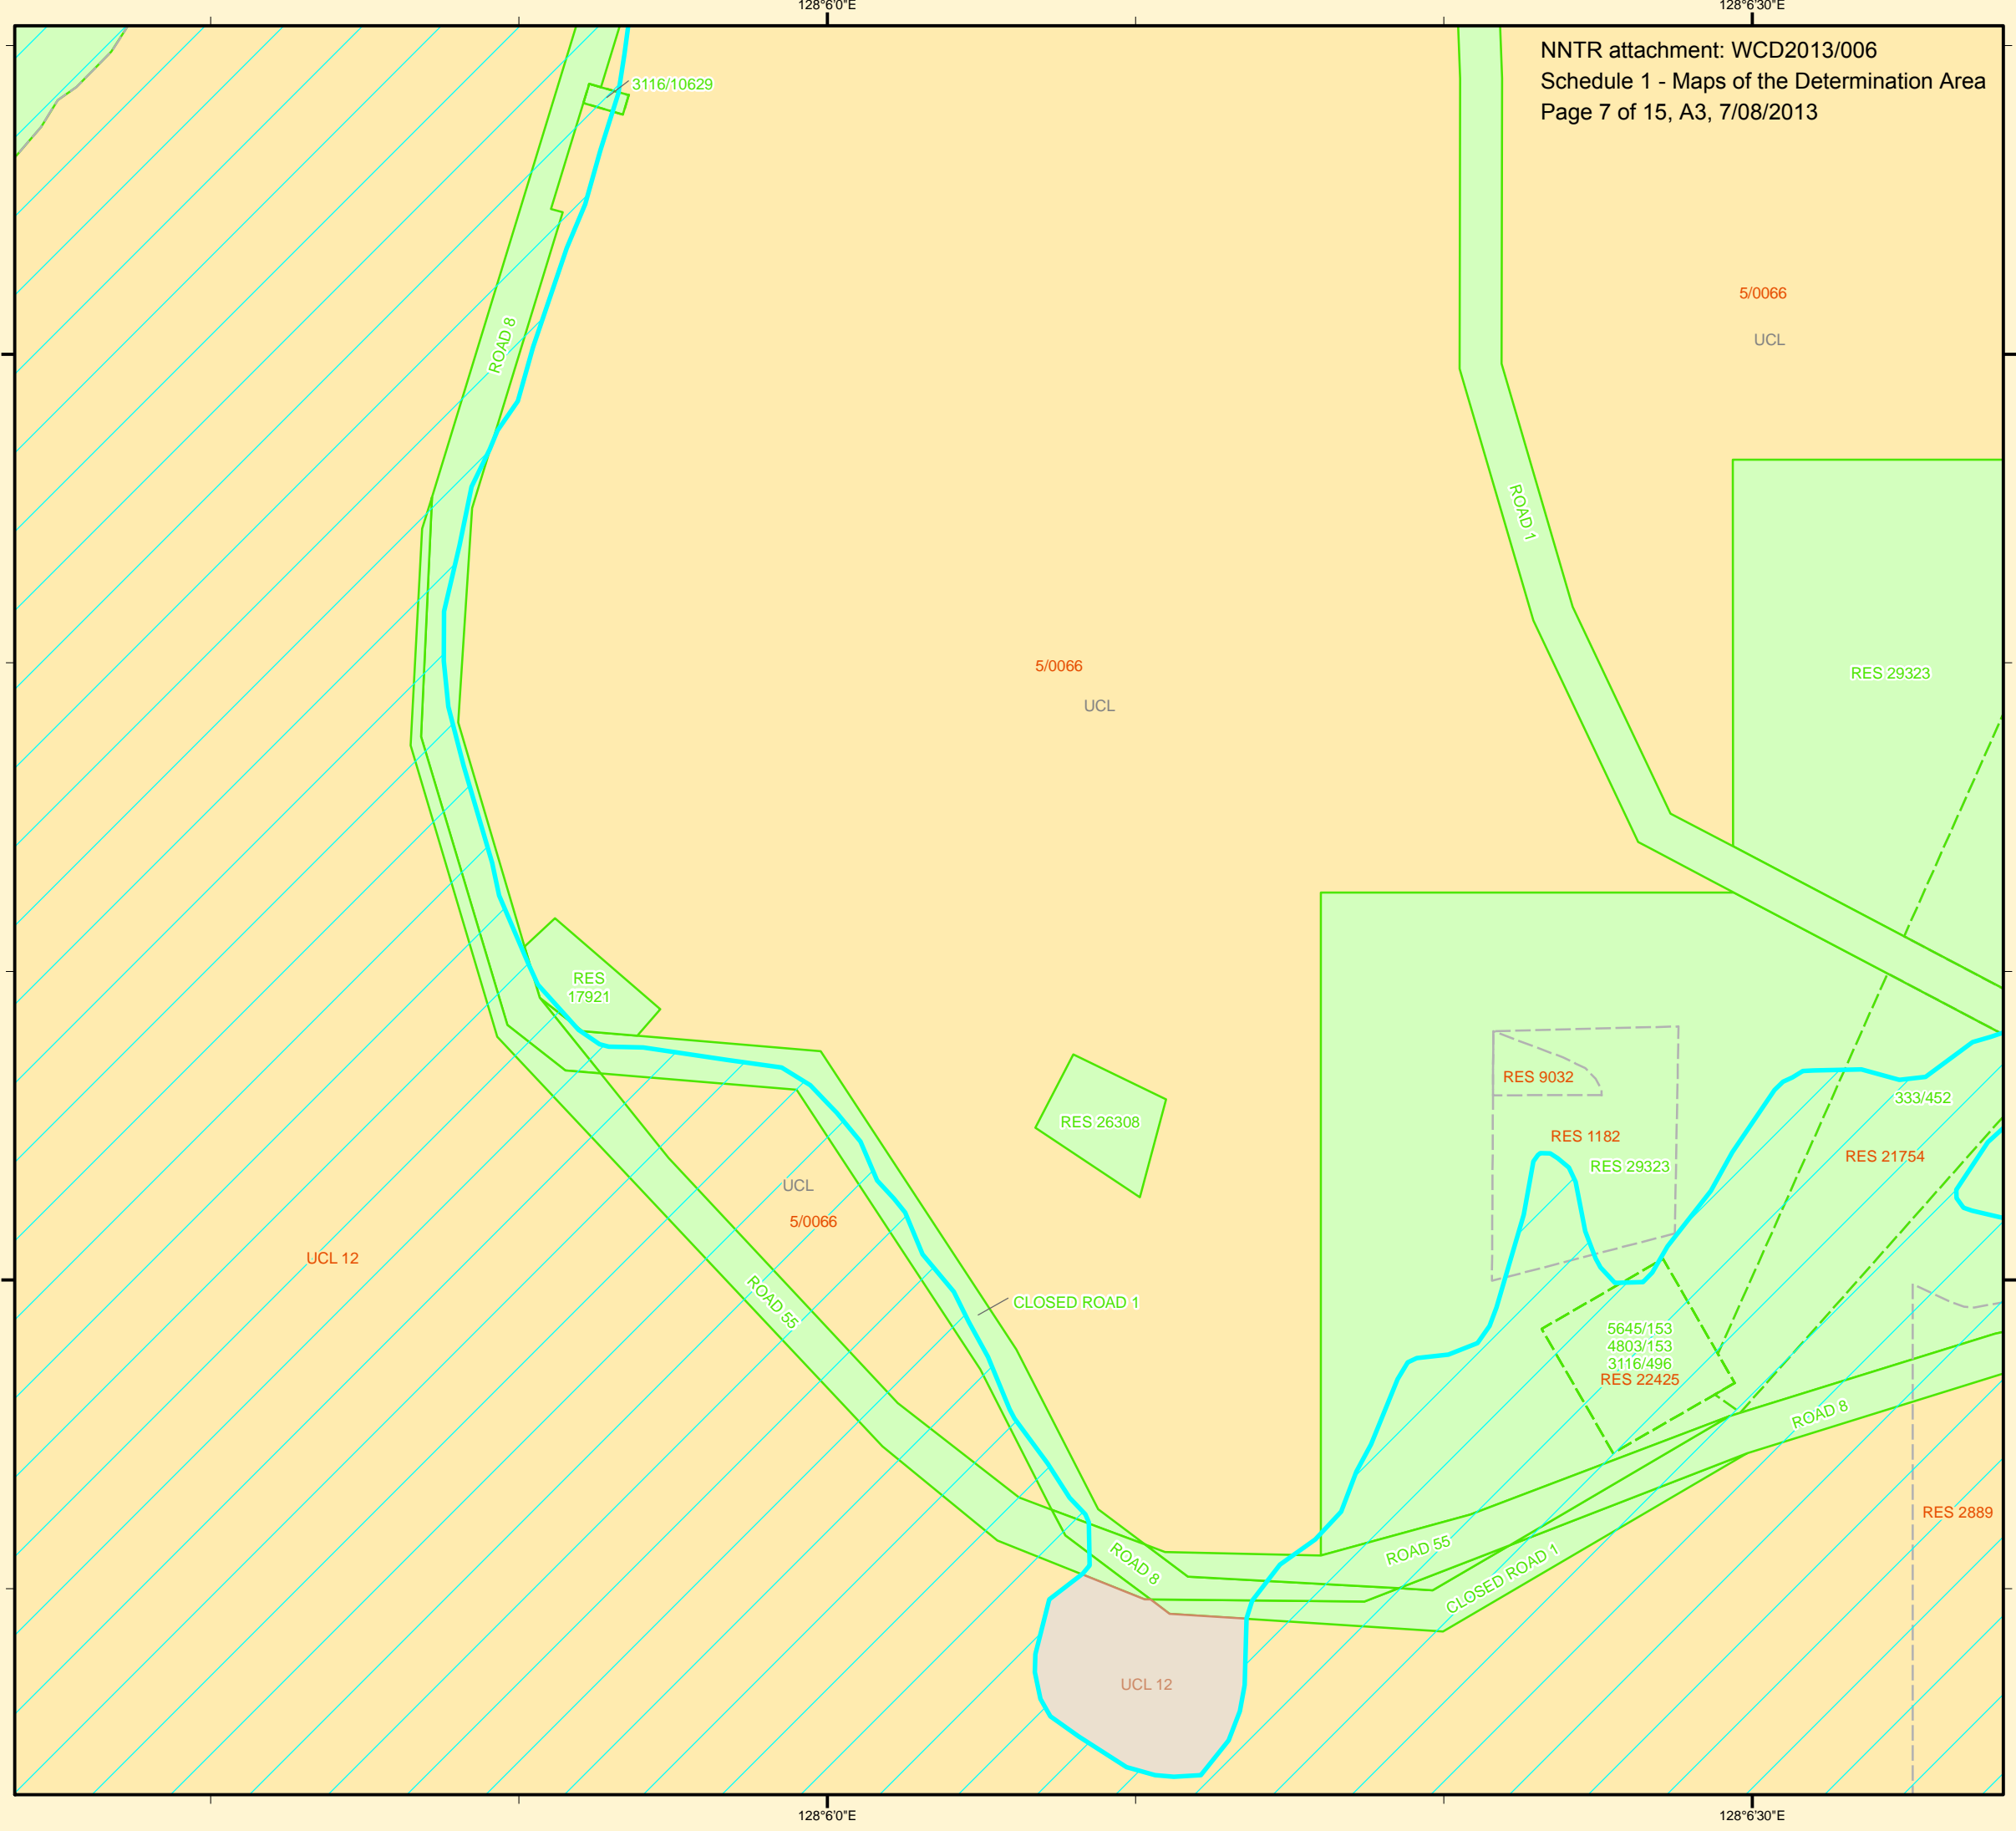 128°6'0"E
128°6'30"E
NNTR attachment: WCD2013/006
Schedule 1 - Maps of the Determination Area
Page 7 of 15, A3, 7/08/2013
3116/10629
5/0066
UCL
ROAD 8
ROAD 1
5/0066
UCL
RES 29323
RES
17921
RES 9032
333/452
RES 26308
RES 1182
RES 21754
RES 29323
UCL
5/0066
UCL 12
ROAD 55
CLOSED ROAD 1
5645/153
4803/153
3116/496
RES 22425
ROAD 8
RES 2889
ROAD 8
ROAD 55
CLOSED ROAD 1
UCL 12
128°6'0"E
128°6'30"E